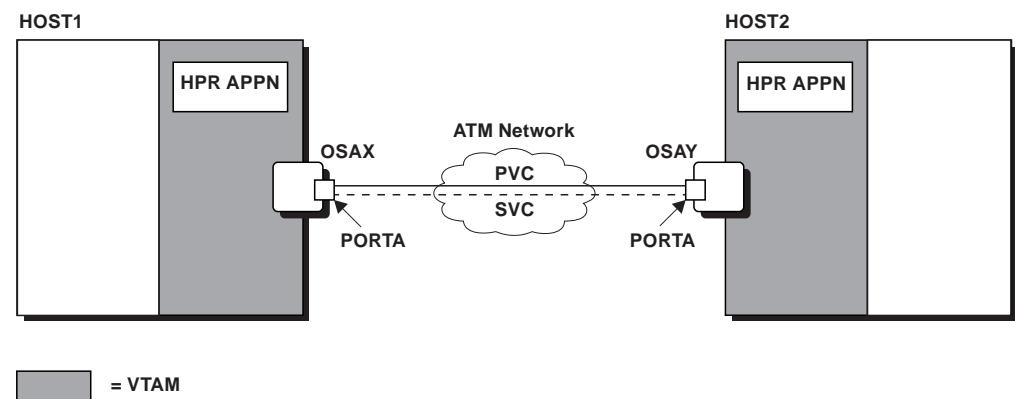 HOST1
HOST2
HPR APPN
HPR APPN
ATM Network
OSAX
OSAY
PVC
SVC
PORTA
PORTA
= VTAM